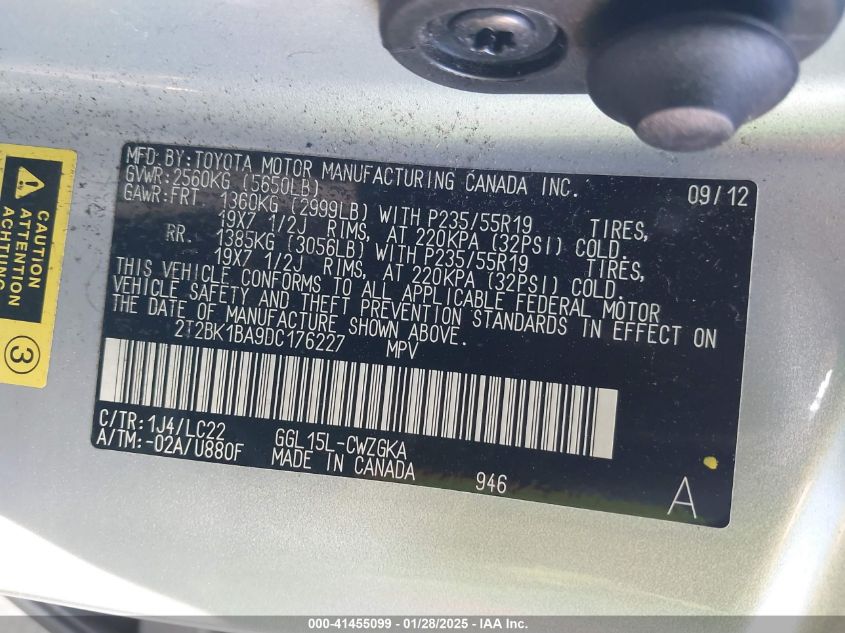 MFD. BY:TOYOTA MOTOR MANUFACTURING CANADA INC. 09/12
GVWR:2560KG (5650LB)
GAWR:FRT 1360KG (2999LB) WITH P235/55R19 TIRES,
19X7 1/2J RIMS, AT 220KPA (32PSI) COLD.
RR. 1385KG (3056LB) WITH P235/55R19 TIRES,
19X7 1/2J RIMS, AT 220KPA (32PSI) COLD.
THIS VEHICLE CONFORMS TO ALL APPLICABLE FEDERAL MOTOR
VEHICLE SAFETY AND THEFT PREVENTION STANDARDS IN EFFECT ON
THE DATE OF MANUFACTURE SHOWN ABOVE.
2T2BK1BA9DC176227 MPV
C/TR:1J4/LC22 GGL15L-CWZGKA
A/TM:-02A/U880F MADE IN CANADA 946 A
CAUTION
ATTENTION
2
3
000-41455099 - 01/28/2025 - IAA Inc.